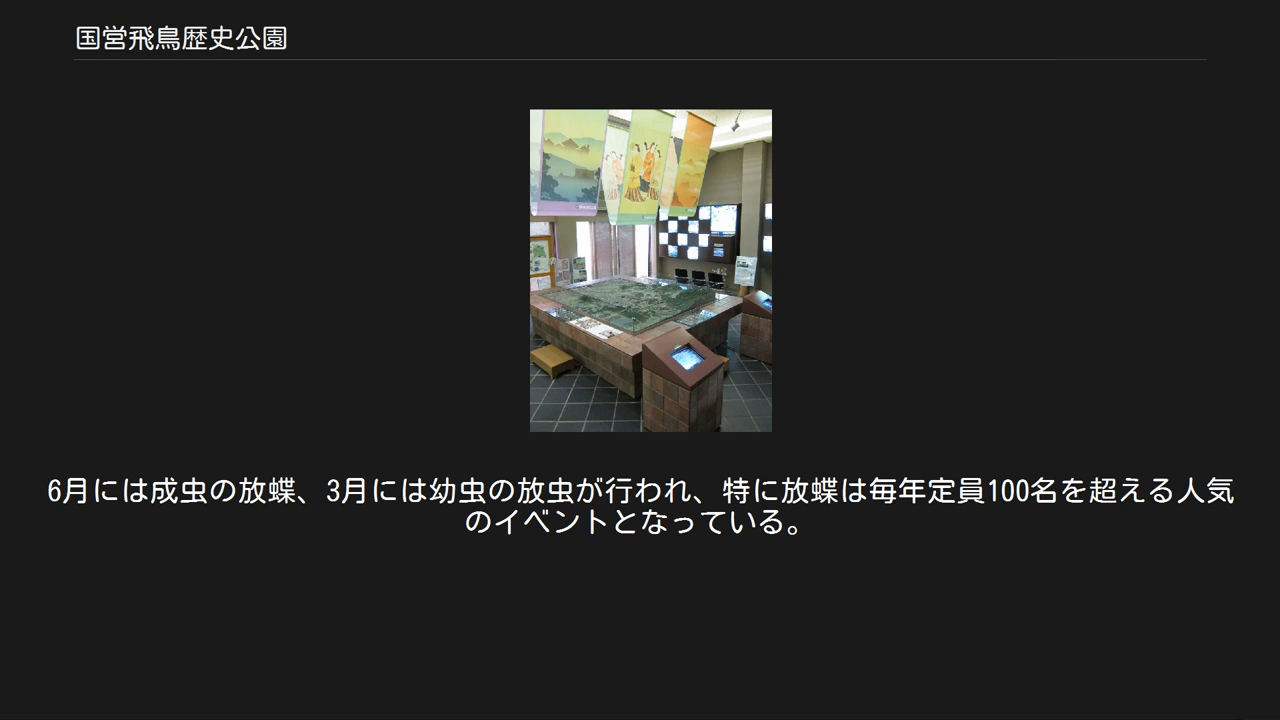 国営飛鳥歴史公園
6月には成虫の放蝶、3月には幼虫の放虫が行われ、特に放蝶は毎年定員100名を超える人気
のイベントとなっている。